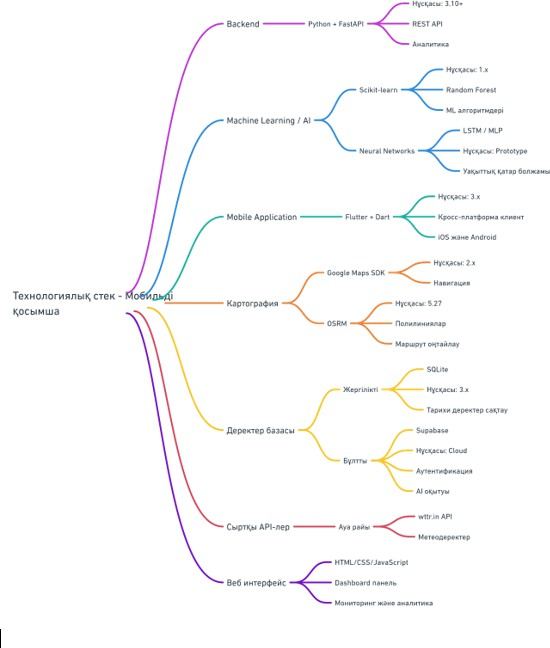 Технологиялық стек - Мобильді
қосымша
Backend
Python + FastAPI
Нұсқасы: 3.10+
REST API
Аналитика
Machine Learning / AI
Scikit-learn
Нұсқасы: 1.x
Random Forest
ML алгоритмдері
Neural Networks
LSTM / MLP
Нұсқасы: Prototype
Уақыттық қатар болжамы
Mobile Application
Flutter + Dart
Нұсқасы: 3.x
Кросс-платформа клиент
iOS және Android
Картография
Google Maps SDK
Нұсқасы: 2.x
Навигация
OSRM
Нұсқасы: 5.27
Полилиниялар
Маршрут оңтайлау
Деректер базасы
Жергілікті
SQLite
Нұсқасы: 3.x
Тарихи деректер сақтау
Бұлтты
Supabase
Нұсқасы: Cloud
Аутентификация
AI оқытуы
Сыртқы API-лер
Ауа райы
wttr.in API
Метеодеректер
Веб интерфейс
HTML/CSS/JavaScript
Dashboard панель
Мониторинг және аналитика